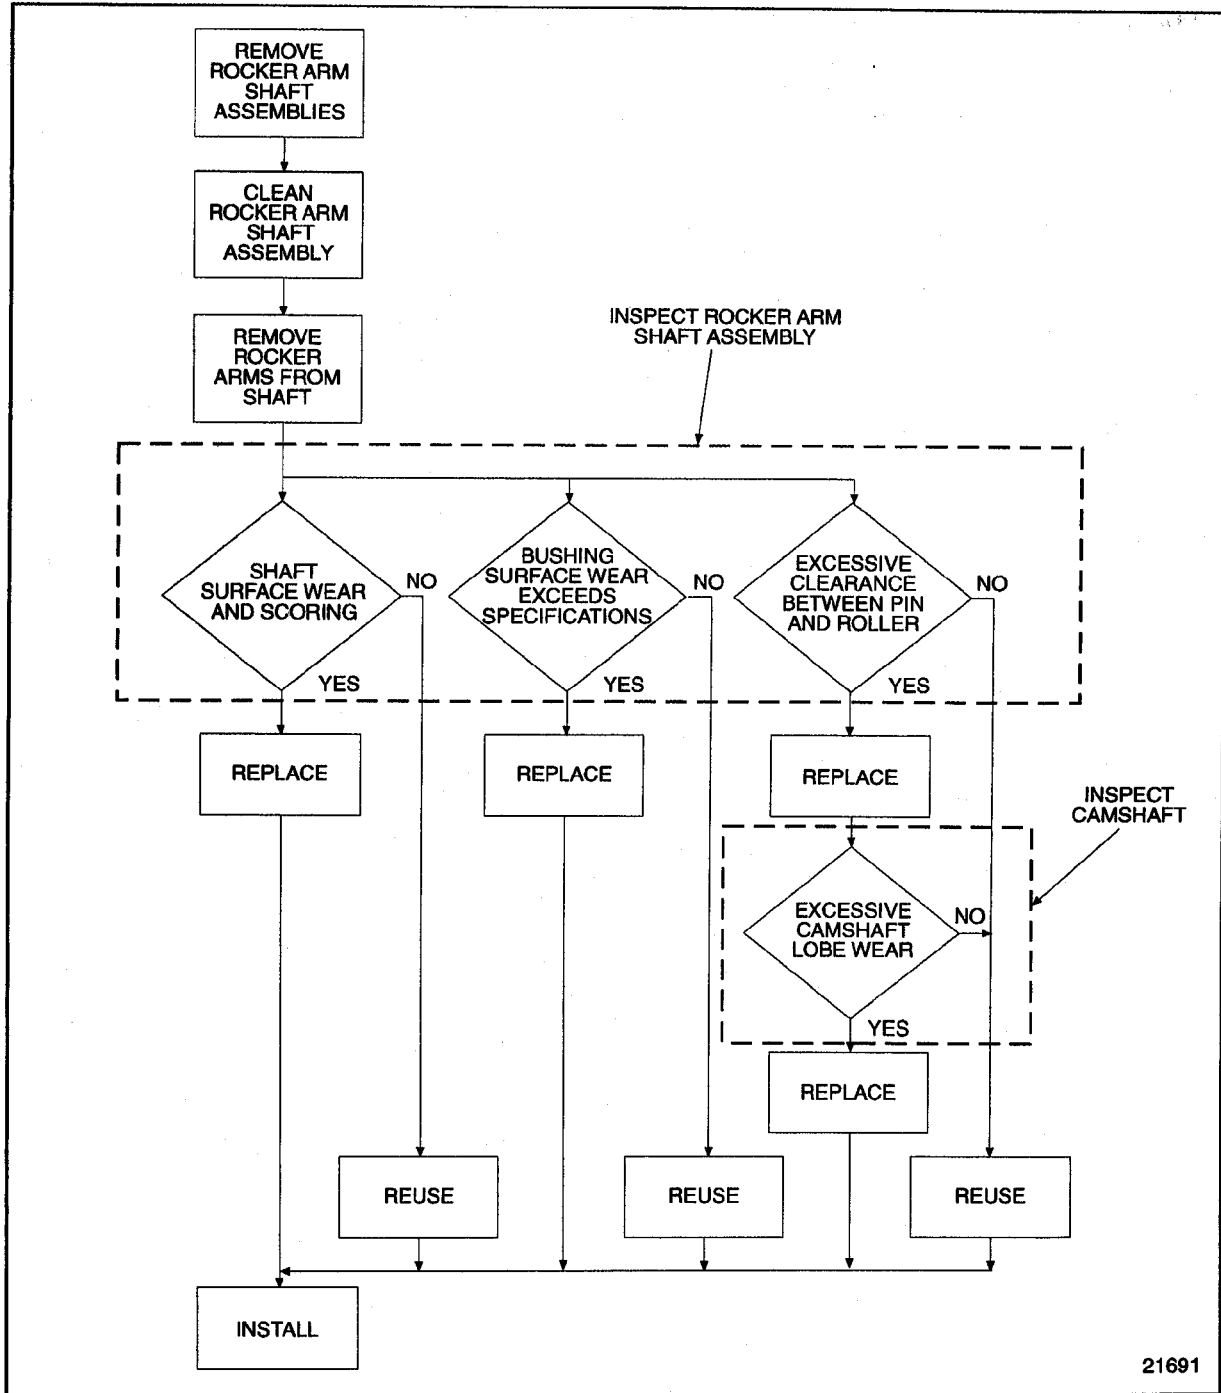 REMOVE
ROCKER ARM
SHAFT
ASSEMBLIES
CLEAN
ROCKER ARM
SHAFT
ASSEMBLY
REMOVE
ROCKER
ARMS FROM
SHAFT
INSPECT ROCKER ARM
SHAFT ASSEMBLY
SHAFT
SURFACE WEAR
AND SCORING
NO
YES
BUSHING
SURFACE WEAR
EXCEEDS
SPECIFICATIONS
NO
YES
EXCESSIVE
CLEARANCE
BETWEEN PIN
AND ROLLER
NO
YES
REPLACE
REPLACE
REPLACE
INSPECT
CAMSHAFT
EXCESSIVE
CAMSHAFT
LOBE WEAR
NO
YES
REPLACE
REUSE
REUSE
REUSE
INSTALL
21691